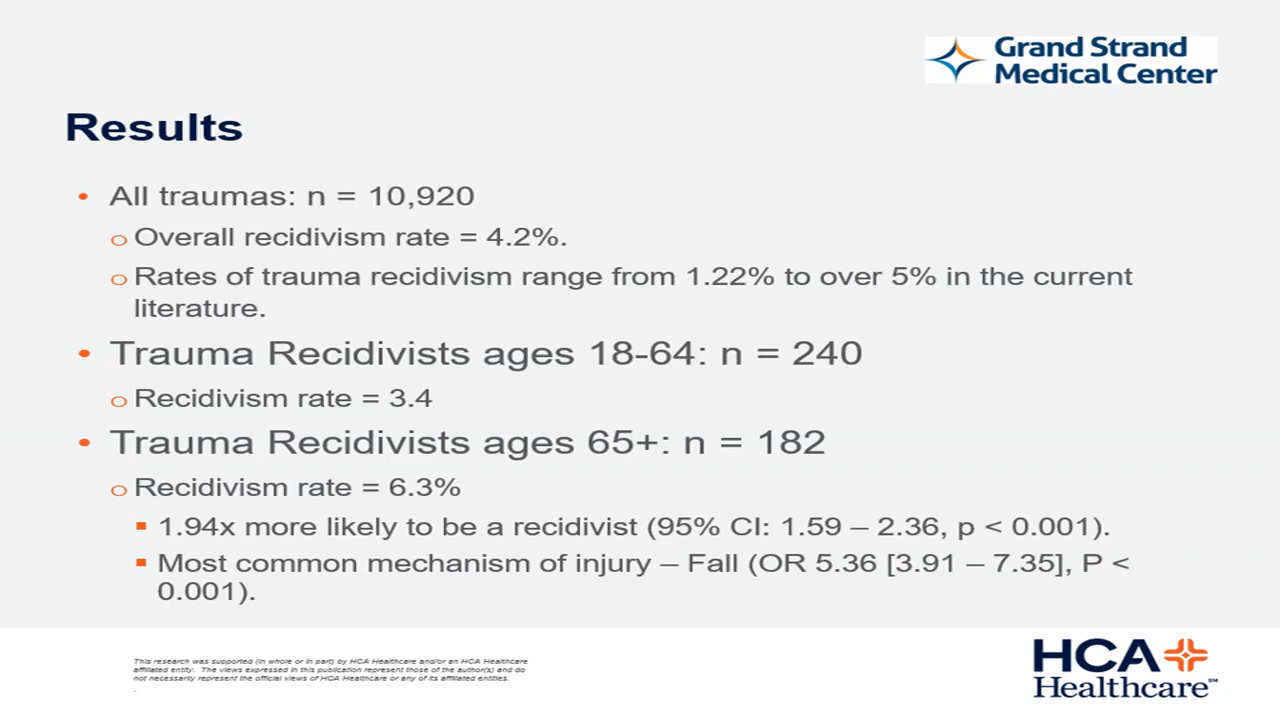 Grand Strand
Medical Center
Results
• All traumas: n = 10,920
o Overall recidivism rate = 4.2%.
o Rates of trauma recidivism range from 1.22% to over 5% in the current
literature.
• Trauma Recidivists ages 18-64: n = 240
o Recidivism rate = 3.4
• Trauma Recidivists ages 65+: n = 182
o Recidivism rate = 6.3%
▪ 1.94x more likely to be a recidivist (95% CI: 1.59 – 2.36, p < 0.001).
▪ Most common mechanism of injury – Fall (OR 5.36 [3.91 – 7.35], P <
0.001).
This research was supported (in whole or in part) by HCA Healthcare and/or an HCA Healthcare
affiliated entity. The views expressed in this publication represent those of the author(s) and do
not necessarily represent the official views of HCA Healthcare or any of its affiliated entities.
.
HCA
Healthcare℠